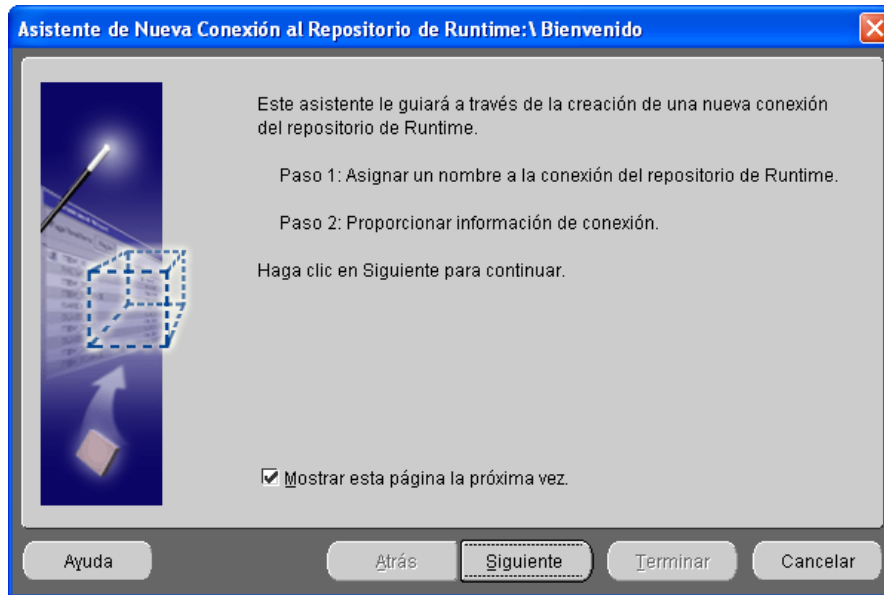 Asistente de Nueva Conexión al Repositorio de Runtime:\ Bienvenido
Este asistente le guiará a través de la creación de una nueva conexión
del repositorio de Runtime.
Paso 1: Asignar un nombre a la conexión del repositorio de Runtime.
Paso 2: Proporcionar información de conexión.
Haga clic en Siguiente para continuar.
Mostrar esta página la próxima vez.
Ayuda
Atrás
Siguiente
Terminar
Cancelar